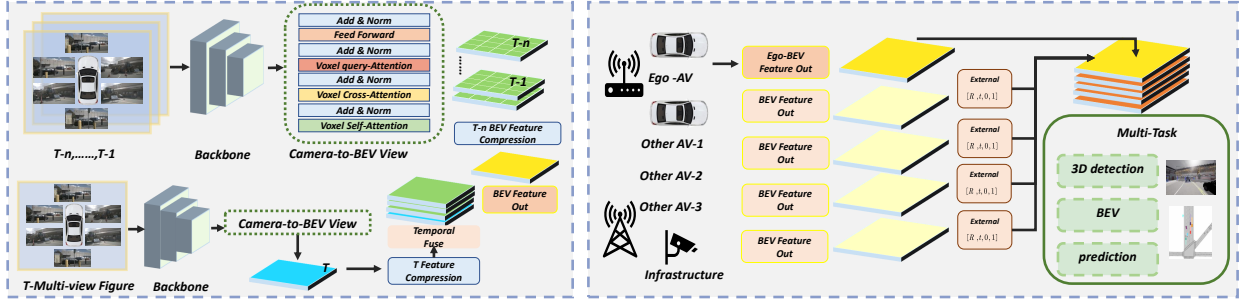 Add & Norm
Feed Forward
Add & Norm
Voxel query-Attention
Add & Norm
Voxel Cross-Attention
Add & Norm
Voxel Self-Attention
T-n,......,T-1
Backbone
Camera-to-BEV View
T-n
T-1
T-n BEV Feature
Compression
BEV Feature
Out
T-Multi-view Figure
Backbone
Camera-to-BEV View
T
Temporal
Fuse
T Feature
Compression
Ego -AV
Other AV-1
Other AV-2
Other AV-3
Infrastructure
Ego-BEV
Feature Out
BEV Feature
Out
BEV Feature
Out
BEV Feature
Out
BEV Feature
Out
External
[R ,t,0,1]
External
[R ,t,0,1]
External
[R ,t,0,1]
External
[R ,t,0,1]
Multi-Task
3D detection
BEV
prediction